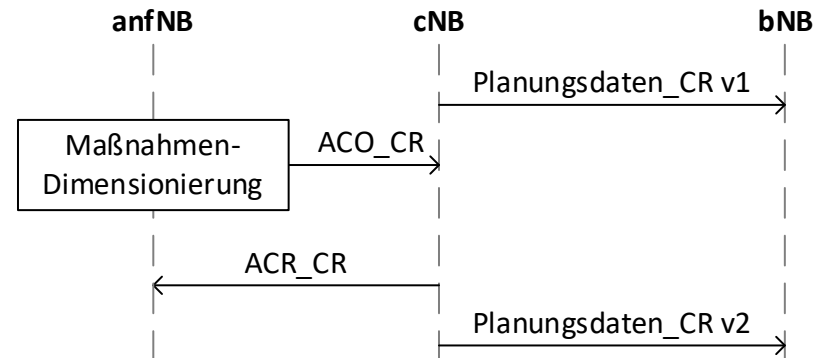 anfNB cNB bNB
Planungsdaten_CR v1
Maßnahmen-
Dimensionierung
ACO_CR
ACR_CR
Planungsdaten_CR v2